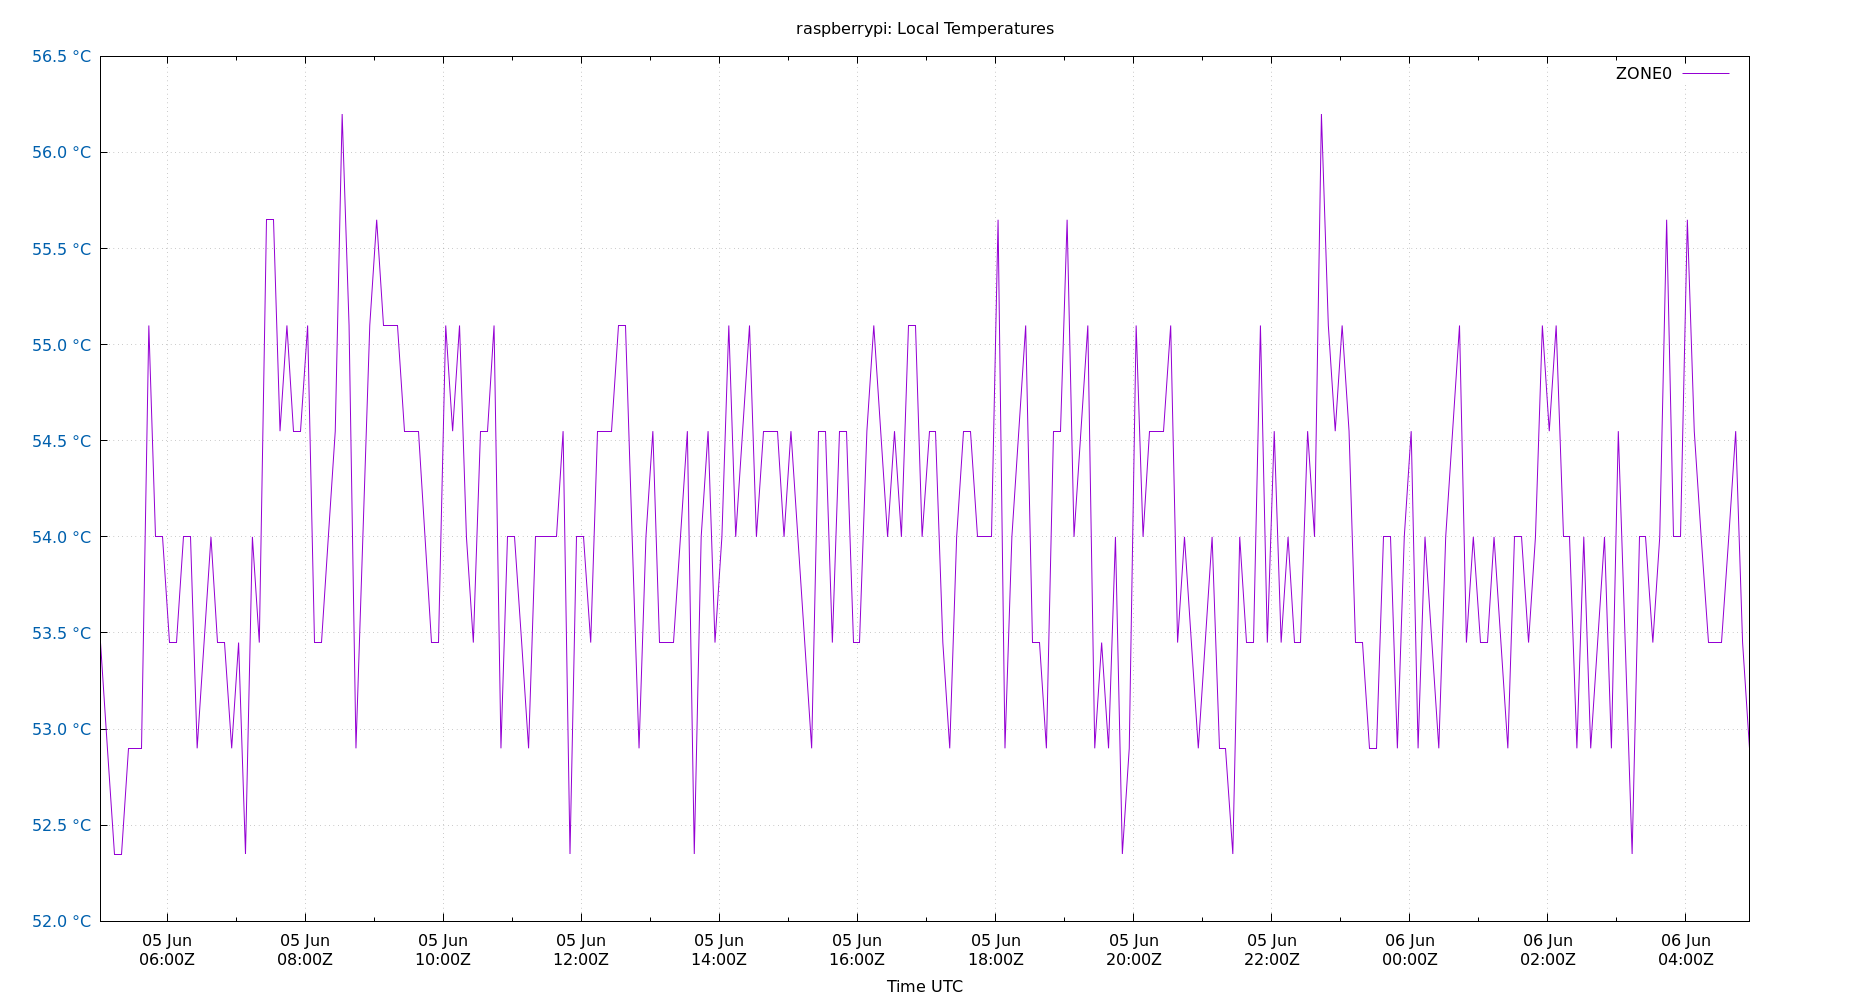 raspberrypi: Local Temperatures
ZONE0
56.5 °C
56.0 °C
55.5 °C
55.0 °C
54.5 °C
54.0 °C
53.5 °C
53.0 °C
52.5 °C
52.0 °C
05 Jun 05 Jun 05 Jun 05 Jun 05 Jun 05 Jun 05 Jun 05 Jun 05 Jun 06 Jun 06 Jun 06 Jun
06:00Z 08:00Z 10:00Z 12:00Z 14:00Z 16:00Z 18:00Z 20:00Z 22:00Z 00:00Z 02:00Z 04:00Z
Time UTC